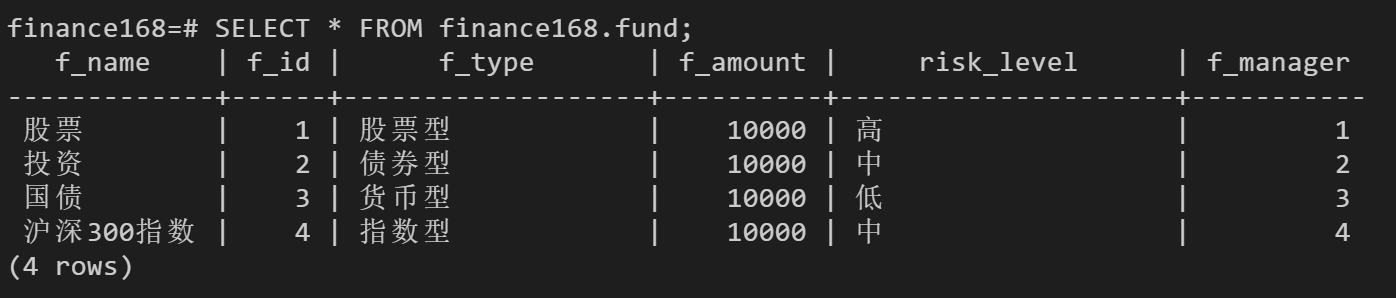 finance168=# SELECT * FROM finance168.fund;
   f_name    | f_id |      f_type       | f_amount |     risk_level      | f_manager
-------------+------+-------------------+----------+---------------------+-----------
 股票        |    1 | 股票型            |    10000 | 高                  |         1
 投资        |    2 | 债券型            |    10000 | 中                  |         2
 国债        |    3 | 货币型            |    10000 | 低                  |         3
 沪深300指数 |    4 | 指数型            |    10000 | 中                  |         4
(4 rows)